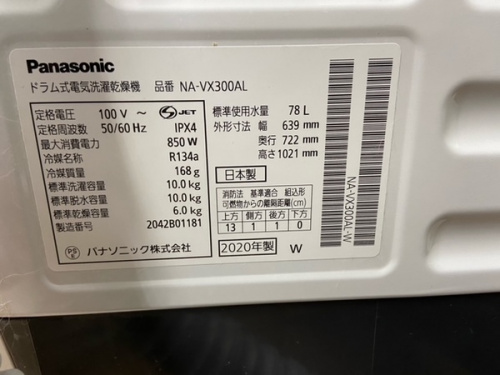 Panasonic
ドラム式電気洗濯乾燥機 品番 NA-VX300AL
定格電圧 100 V ～
定格周波数 50/60 Hz
最大消費電力 850 W
冷媒 R134a
冷媒質量 168 g
標準洗濯容量 10.0 kg
標準脱水容量 10.0 kg
標準乾燥容量 6.0 kg
製造番号 2042B01181
JET
IPX4
標準使用水量 78 L
外形寸法 幅 639 mm
奥行 722 mm
高さ 1021 mm
日本製
消防法 基準適合 組込形
可燃物からの離隔距離(cm)
上方 側方 後方 下方
13 1 1 0
PS E
パナソニック株式会社
2020年製 W
NA-VX300AL-W